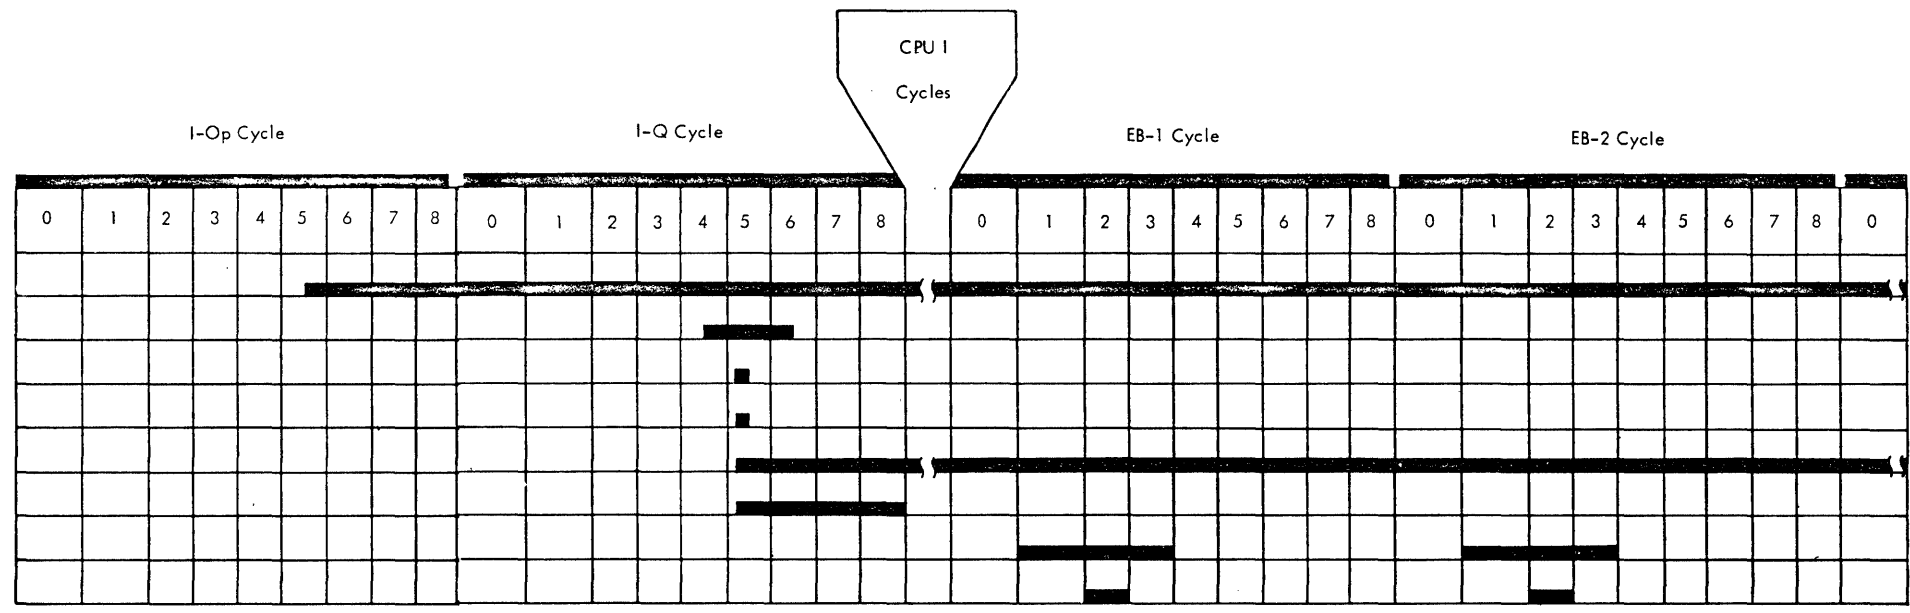 CPU 1
Cycles
I-Op Cycle
I-Q Cycle
EB-1 Cycle
EB-2 Cycle
0 1 2 3 4 5 6 7 8 0 1 2 3 4 5 6 7 8 0 1 2 3 4 5 6 7 8 0 1 2 3 4 5 6 7 8 0